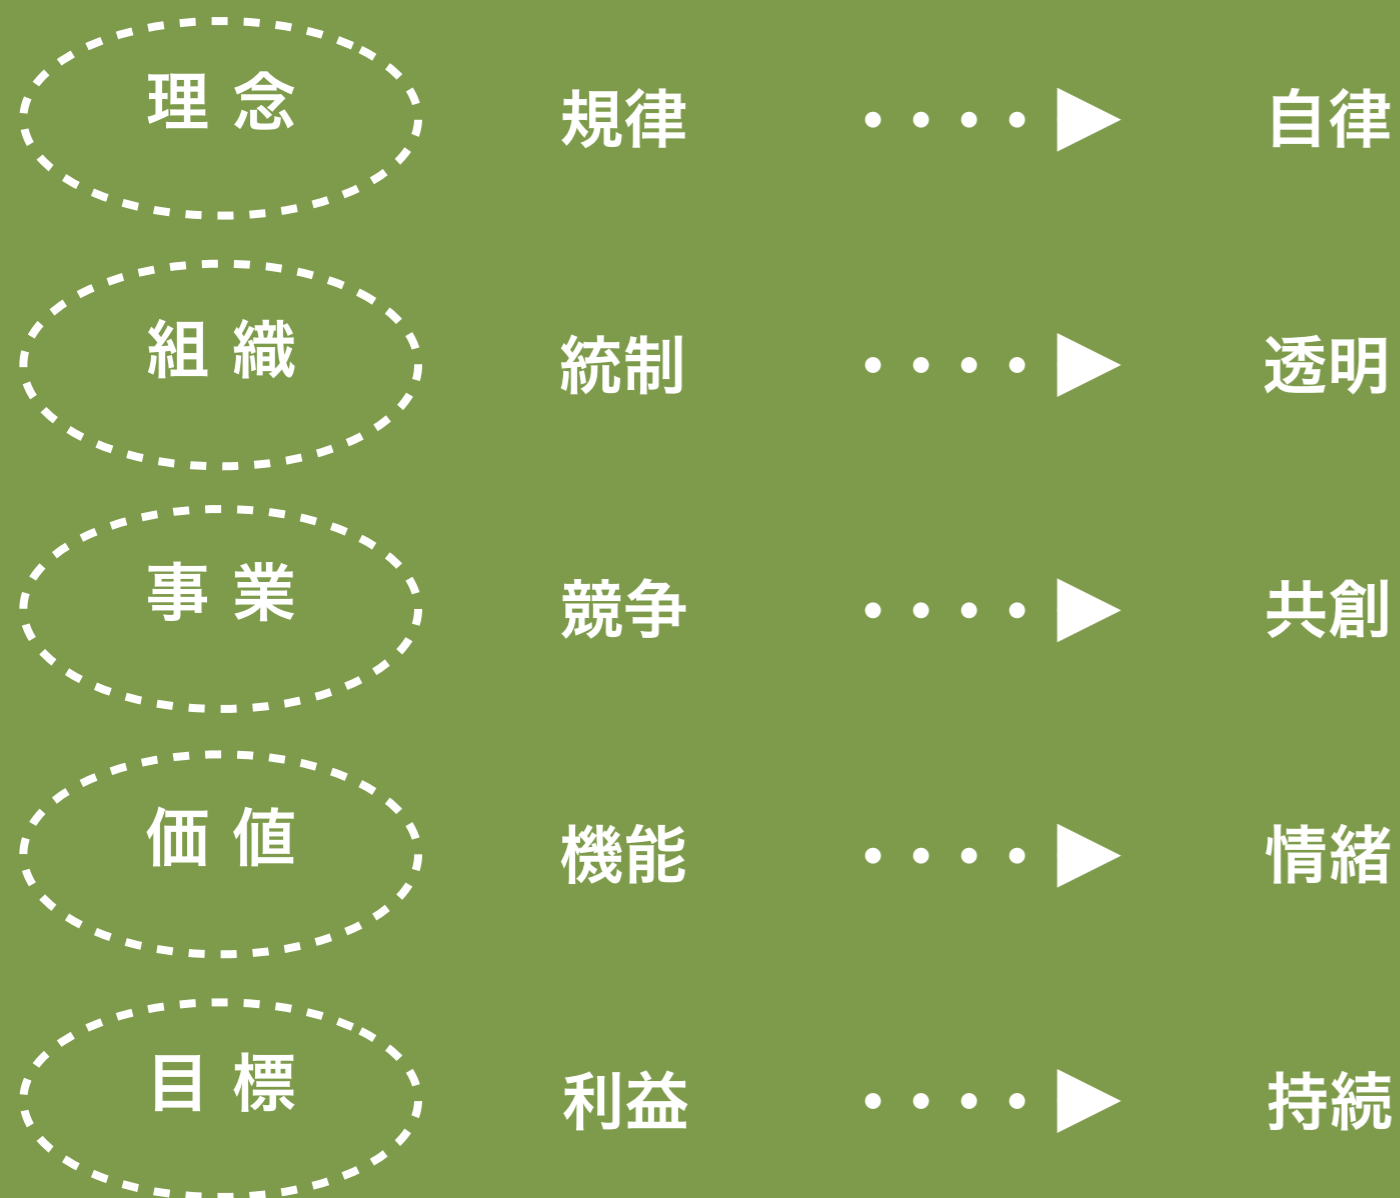 理念 規律 自律
組織 統制 透明
事業 競争 共創
価値 機能 情緒
目標 利益 持続